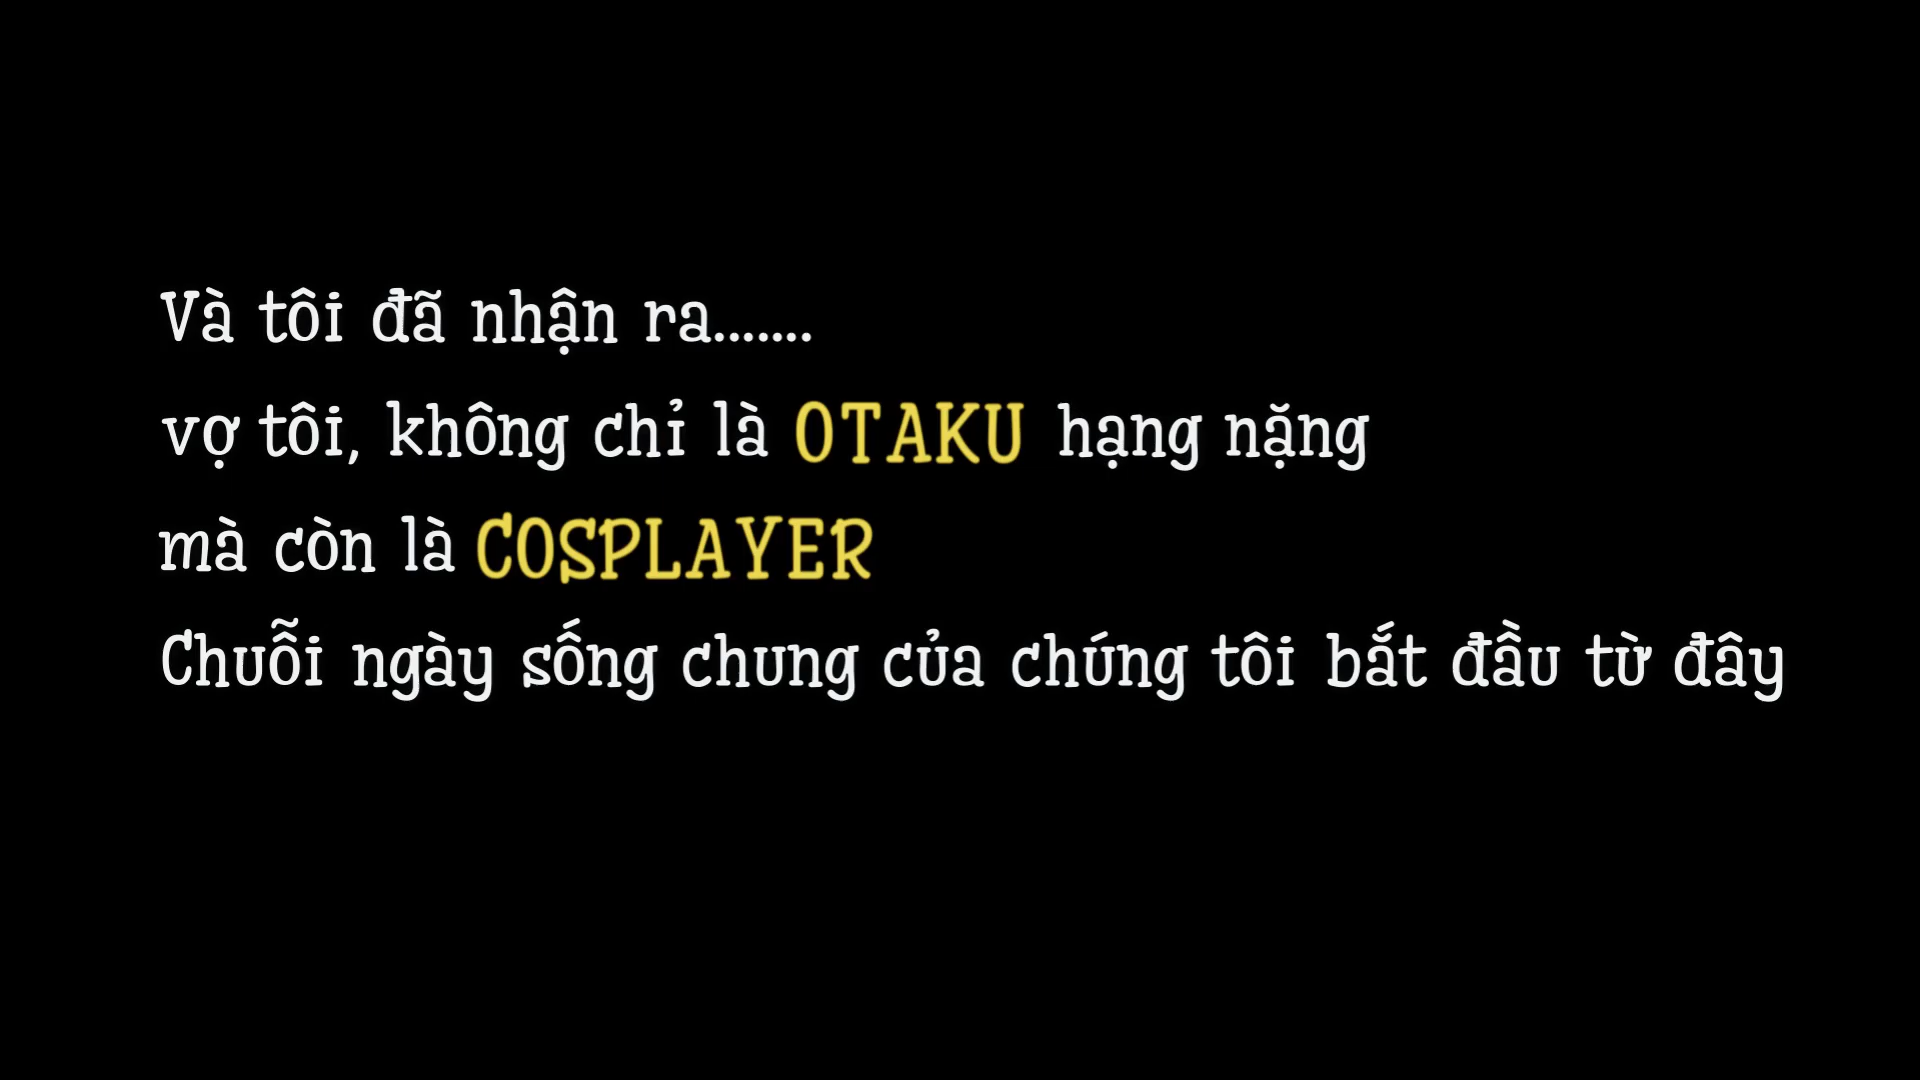 Và tôi đã nhận ra.......
vợ tôi, không chỉ là OTAKU hạng nặng
mà còn là COSPLAYER
Chuỗi ngày sống chung của chúng tôi bắt đầu từ đây